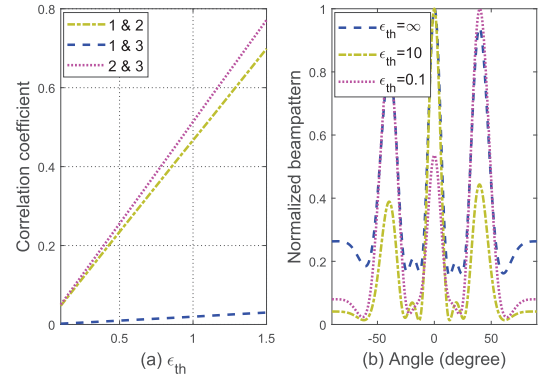 0.8
0.6
0.4
0.2
0
0.5
1
1.5
Correlation coefficient
1 & 2
1 & 3
2 & 3
(a) ϵth
1
0.8
0.6
0.4
0.2
0
-50
0
50
Normalized beampattern
ϵth=∞
ϵth=10
ϵth=0.1
(b) Angle (degree)